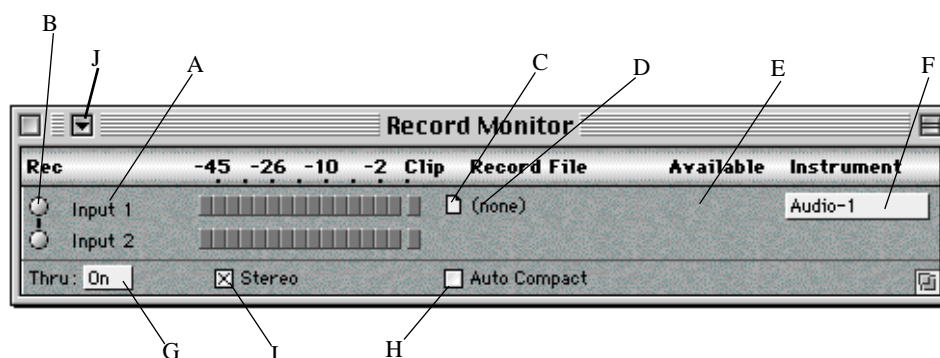 B
J A C D E F
Record Monitor
Rec -45 -26 -10 -2 Clip Record File Available Instrument
Input 1 (none) Audio-1
Input 2
Thru: On Stereo Auto Compact
G I H